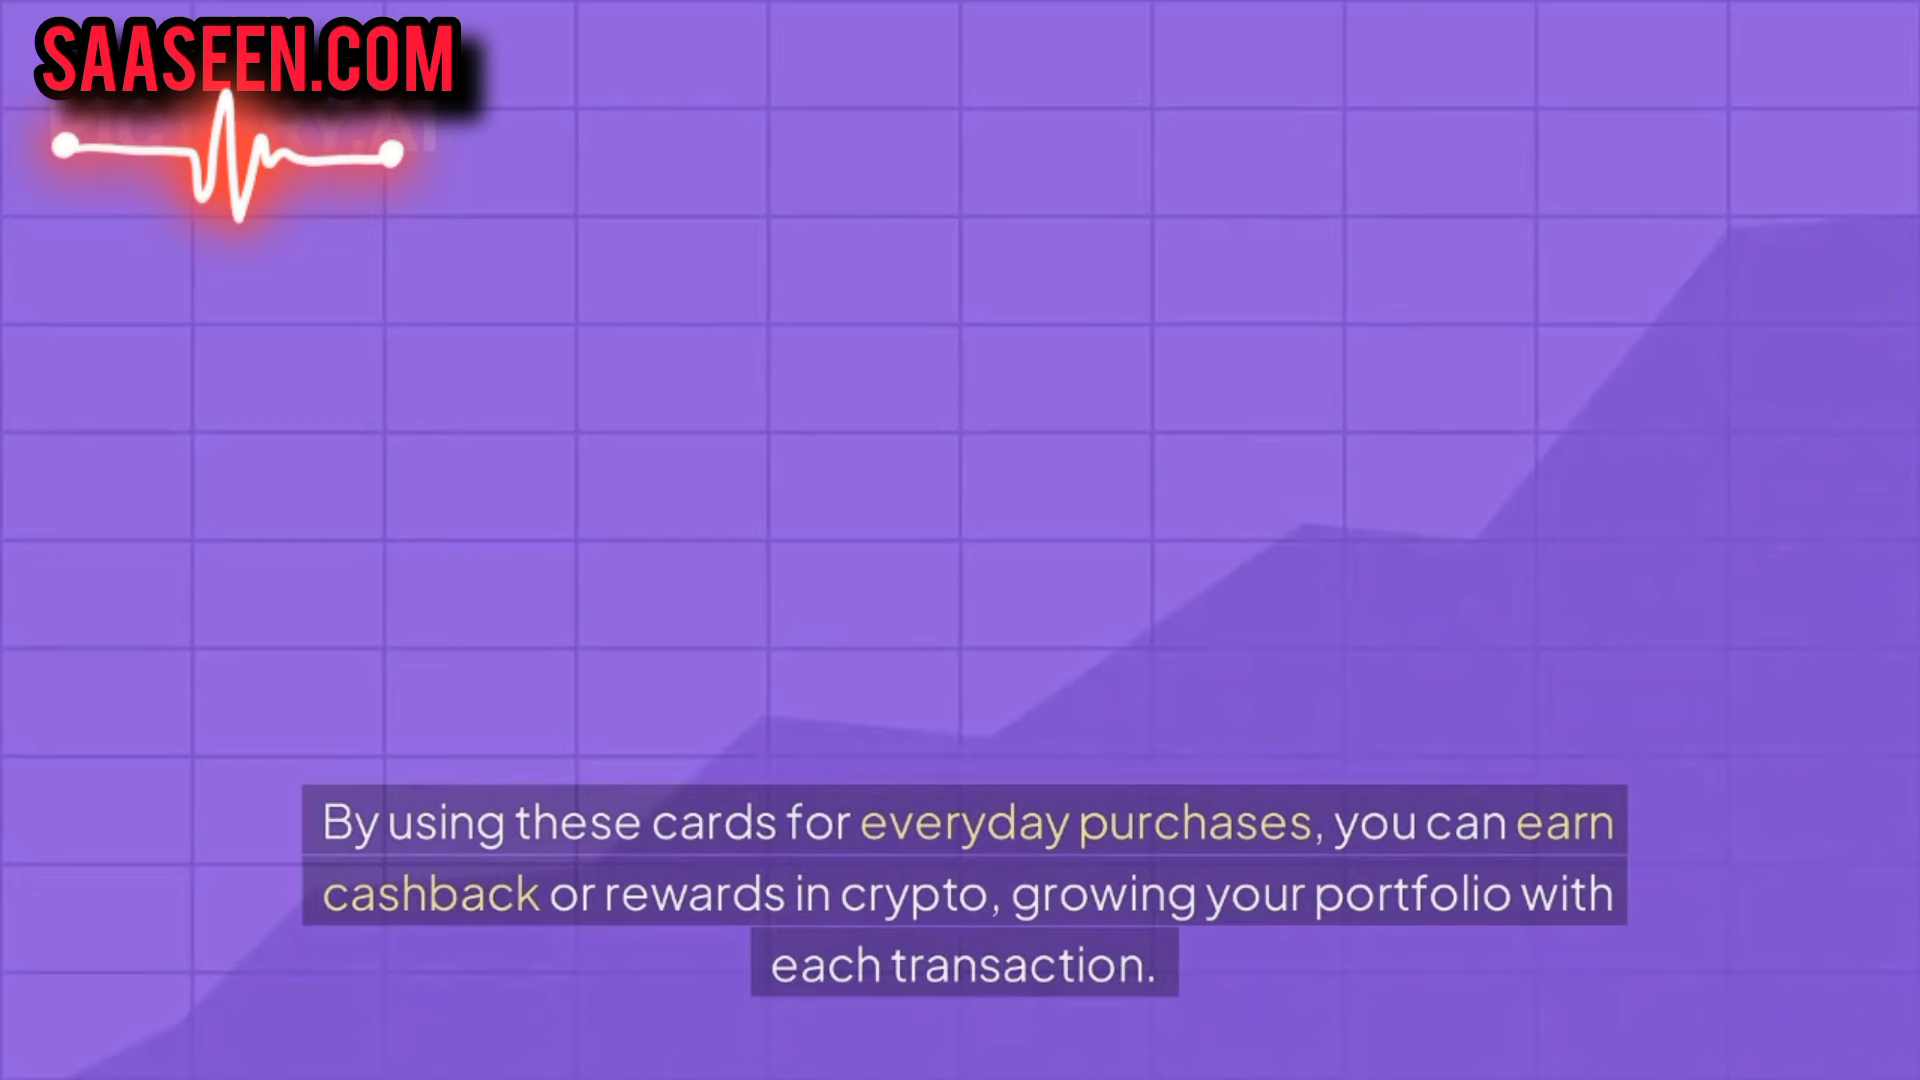 SAASEEN.COM
By using these cards for everyday purchases, you can earn
cashback or rewards in crypto, growing your portfolio with
each transaction.